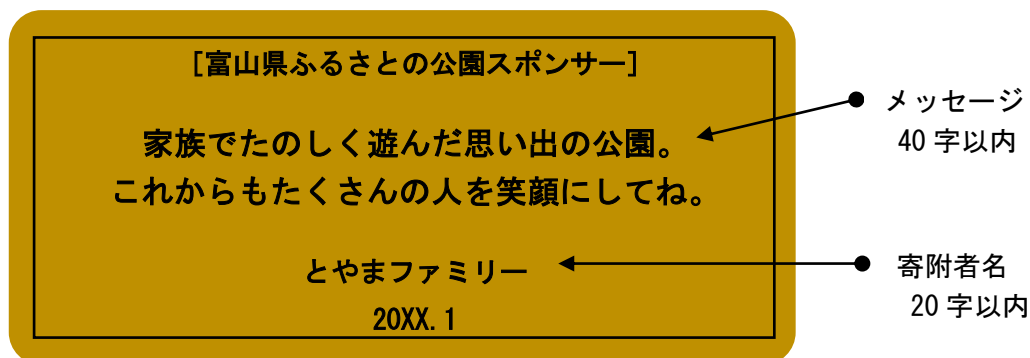 [富山県ふるさとの公園スポンサー]
家族でたのしく遊んだ思い出の公園。
これからもたくさんの人を笑顔にしてね。
とやまファミリー
20XX.1
メッセージ
40字以内
寄附者名
20字以内